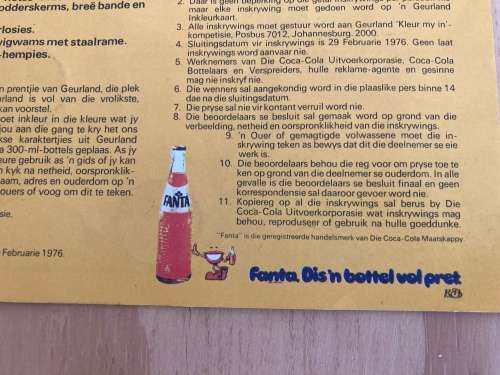 odderskerms, breë bande en
rlosies.
wigwams met staalrame.
-hempies.
n prentjie van Geurland, die plek
rland is vol van die vrolikste,
kan voorstel.
oet inkleur in die kleure wat jy
jou aan die gang te kry het ons
kse karaktertjies uit Geurland
a 300-ml-bottels geplaas. As jy
eure gebruik as 'n gids of jy kan
n kyk na netheid, oorspronklikh-
aam, adres en ouderdom op 'n
ouers of voog om dit te teken.
sie.
9 Februarie 1976.
2. Daar is geen beperking op die
maar elke inskrywing moet gedoen word op 'n Geurland
Inkleurkaart.
3. Alle inskrywings moet gestuur word aan Geurland 'Kleur my in'-
kompetisie, Posbus 7012, Johannesburg. 2000.
4. Sluitingsdatum vir inskrywings is 29 Februarie 1976. Geen laat
inskrywing word aanvaar nie.
5. Werknemers van Die Coca-Cola Uitvoerkorporasie, Coca-Cola
Bottelaars en Verspreiders, hulle reklame-agente en gesinne
mag nie inskryf nie.
6. Die wenners sal aangekondig word in die plaaslike pers binne 14
dae na die sluitingsdatum.
7. Die pryse sal nie vir kontant verruil word nie.
8. Die beoordelaars se besluit sal gemaak word op grond van die
verbeelding, netheid en oorspronklikheid van die inskrywings.
9. 'n Ouer of gemagtigde volwassene moet die in-
skrywing teken as bewys dat dit die deelnemer se eie
werk is.
10. Die beoordelaars behou die reg voor om pryse toe te
ken op grond van die deelnemer se ouderdom. In alle
gevalle is die beoordelaars se besluit finaal en geen
korrespondensie sal daaroor gevoer word nie.
11. Kopiereg op al die inskrywings sal berus by Die
Coca-Cola Uitvoerkorporasie wat inskrywings mag
behou, reproduseer of gebruik na hulle goeddunke.
"Fanta" is die geregistreerde handelsmerk van Die Coca-Cola Maatskappy.
FANTA
Fanta. Dis 'n bottel vol pret.